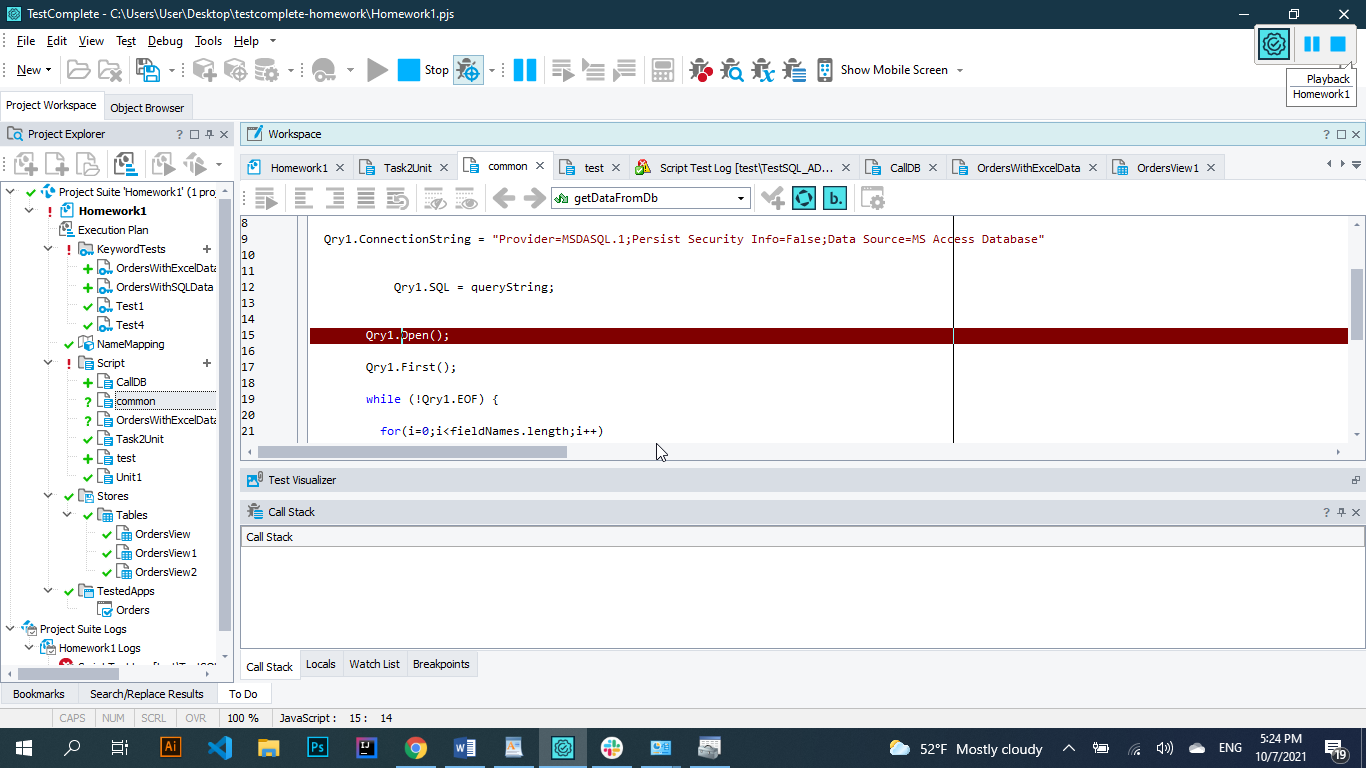 TestComplete - C:\Users\User\Desktop\testcomplete-homework\Homework1.pjs
File Edit View Test Debug Tools Help
New Stop Show Mobile Screen
Playback
Homework1
Project Workspace Object Browser
Project Explorer
Workspace
Homework1 Task2Unit common test Script Test Log [test\TestSQL_AD... CallDB OrdersWithExcelData OrdersView1
getDataFromDb b.
Project Suite 'Homework1' (1 proj
Homework1
Execution Plan
KeywordTests
OrdersWithExcelData
OrdersWithSQLData
Test1
Test4
NameMapping
Script
CallDB
common
OrdersWithExcelData
Task2Unit
test
Unit1
Stores
Tables
OrdersView
OrdersView1
OrdersView2
TestedApps
Orders
Project Suite Logs
Homework1 Logs
8
9 Qry1.ConnectionString = "Provider=MSDASQL.1;Persist Security Info=False;Data Source=MS Access Database"
10
11
12 Qry1.SQL = queryString;
13
14
15 Qry1.Open();
16
17 Qry1.First();
18
19 while (!Qry1.EOF) {
20
21 for(i=0;i<fieldNames.length;i++)
Test Visualizer
Call Stack
Call Stack
Call Stack Locals Watch List Breakpoints
Bookmarks Search/Replace Results To Do
CAPS NUM SCRL OVR 100 % JavaScript : 15 : 14
Ai Ps IJ W 52°F Mostly cloudy ENG
5:24 PM
10/7/2021
19